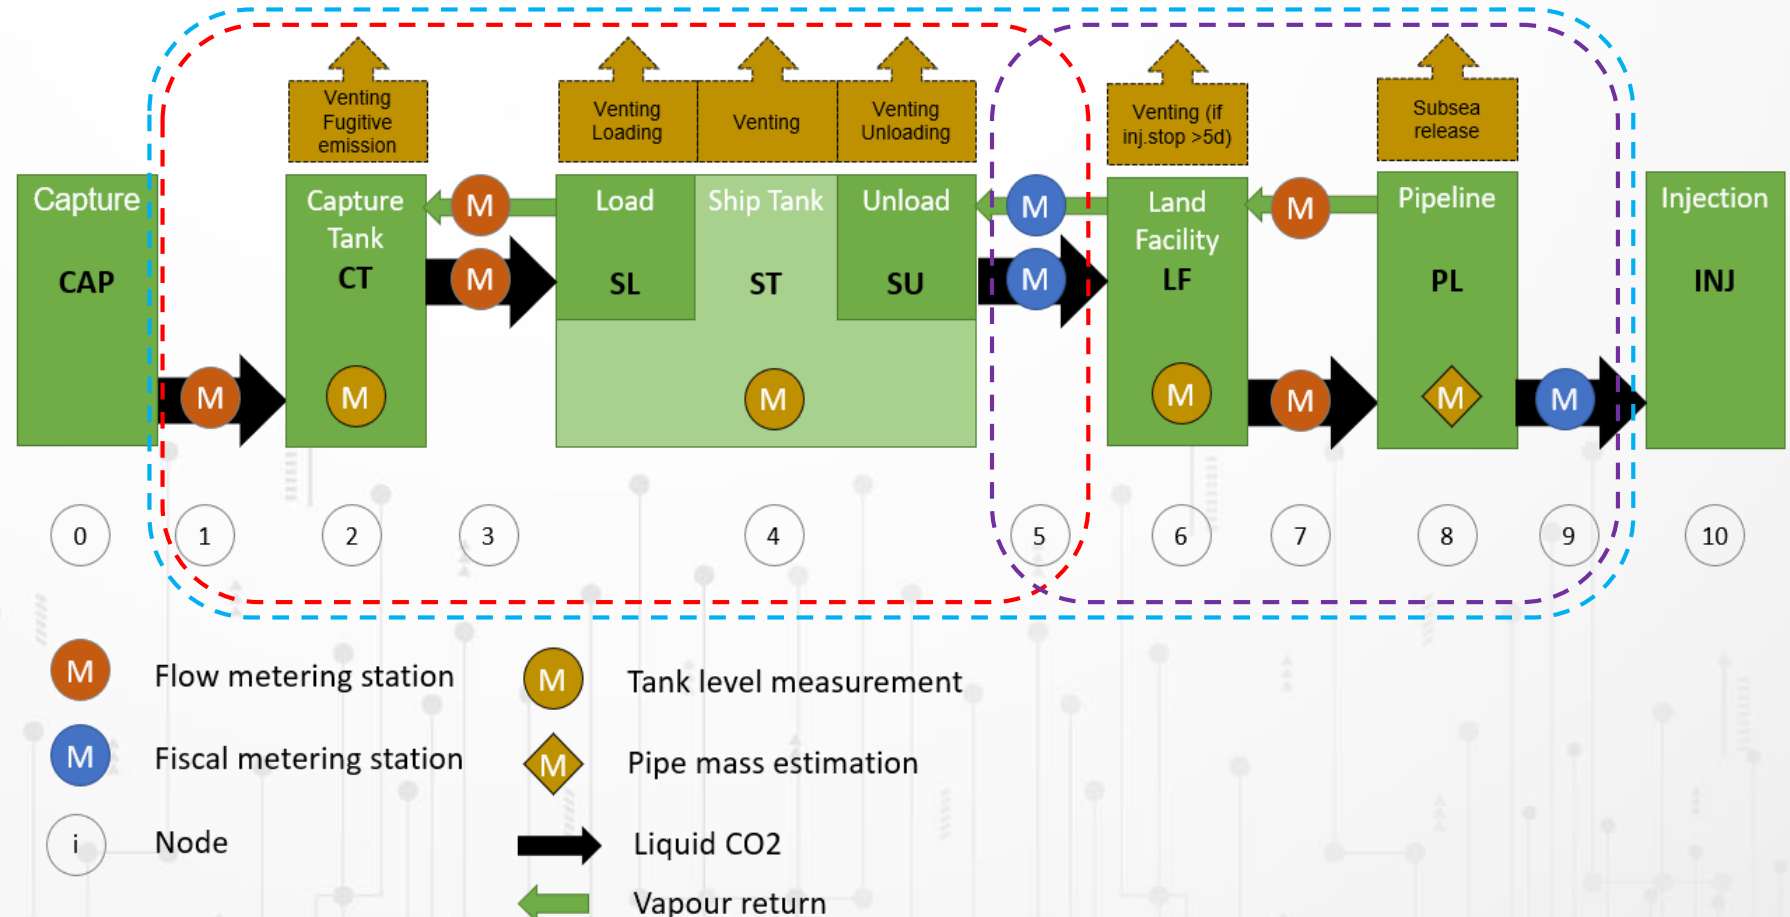 Venting
Fugitive
emission
Venting
Loading
Venting
Venting
Unloading
Venting (if
inj.stop >5d)
Subsea
release
Capture
CAP
M
Capture
Tank
CT
M
M
M
Load
SL
Ship Tank
ST
M
Unload
SU
M
M
Land
Facility
LF
M
M
M
Pipeline
PL
M
M
Injection
INJ
0
1
2
3
4
5
6
7
8
9
10
M
Flow metering station
M
Fiscal metering station
i
Node
M
Tank level measurement
M
Pipe mass estimation
Liquid CO2
Vapour return